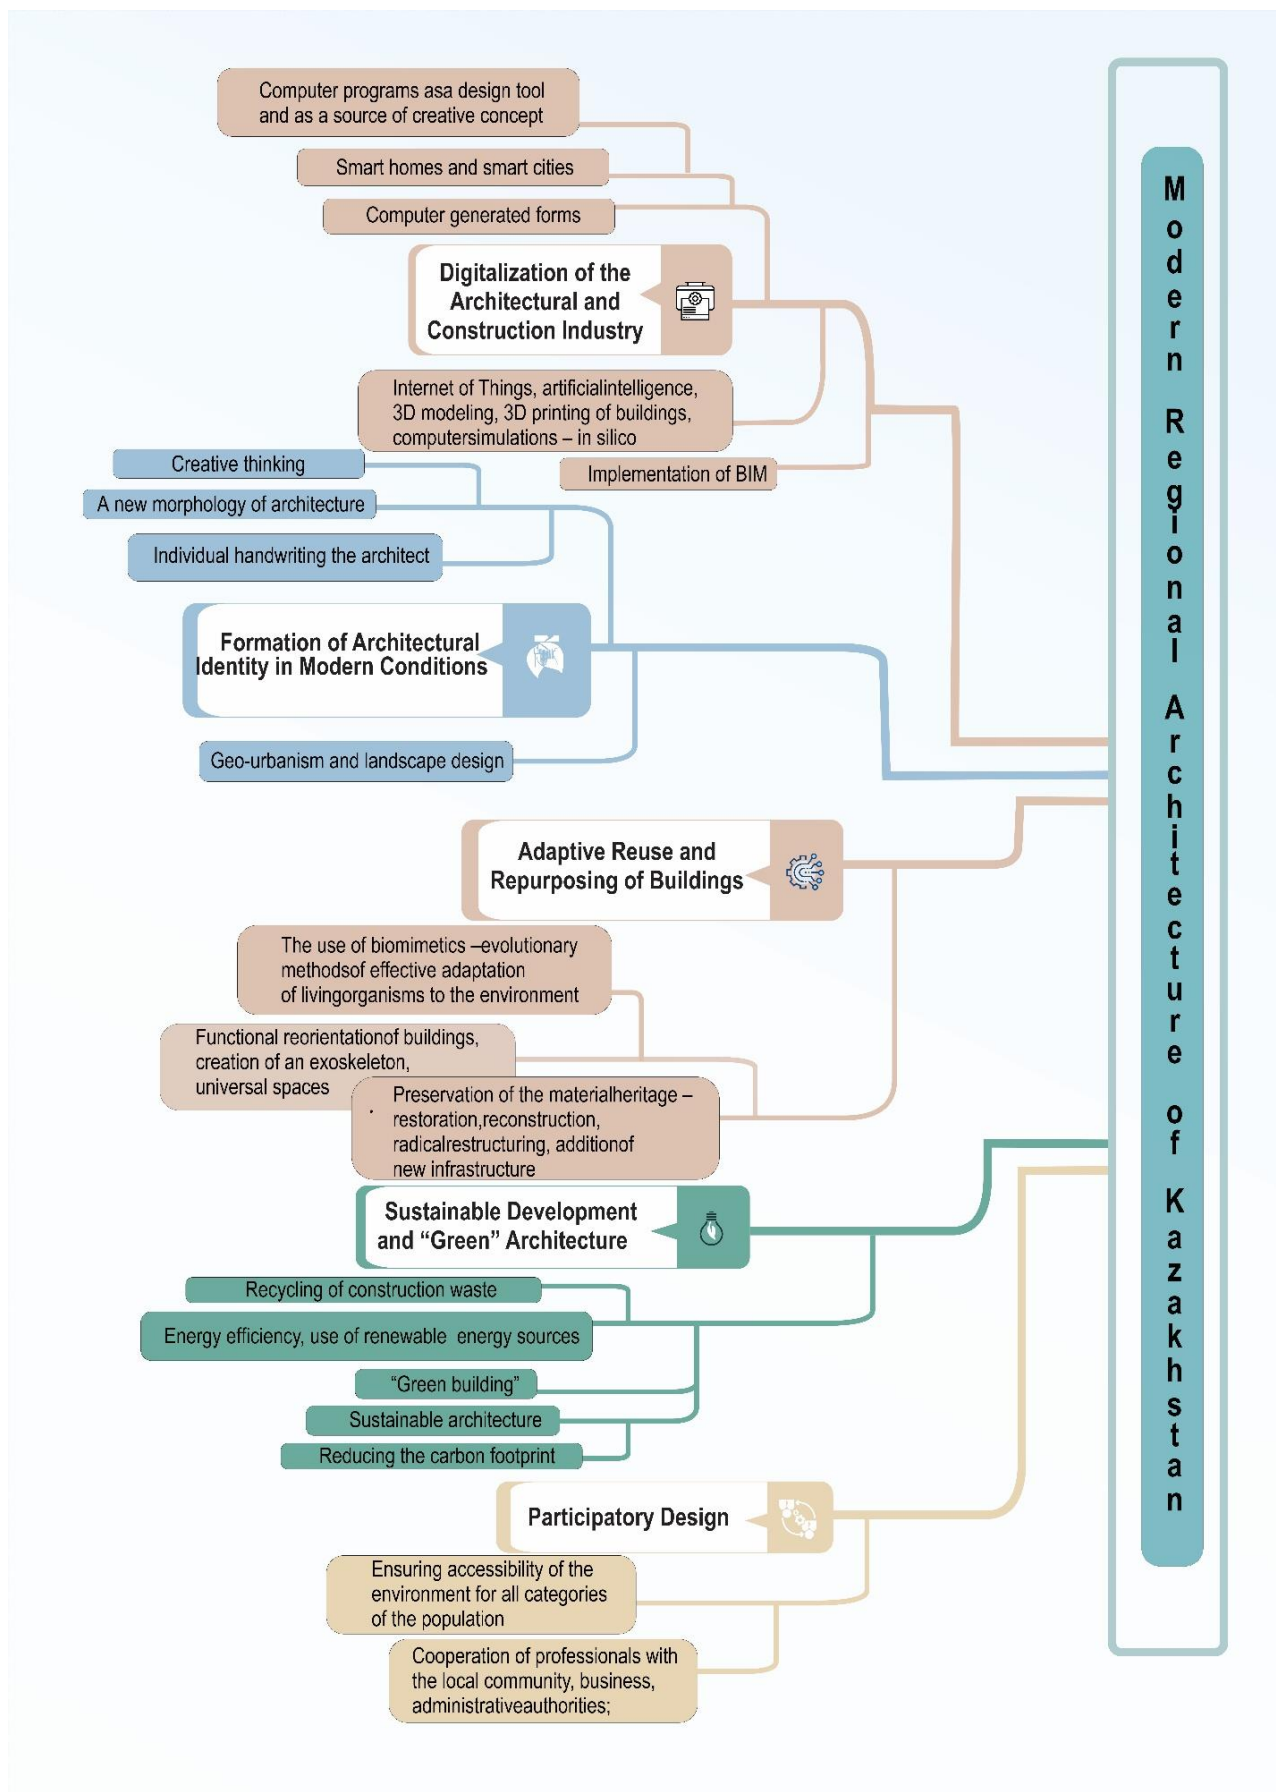 Computer programs asa design tool
and as a source of creative concept
Smart homes and smart cities
Computer generated forms
Digitalization of the
Architectural and
Construction Industry
Internet of Things, artificialintelligence,
3D modeling, 3D printing of buildings,
computersimulations – in silico
Implementation of BIM
Creative thinking
A new morphology of architecture
Individual handwriting the architect
Formation of Architectural
Identity in Modern Conditions
Geo-urbanism and landscape design
Adaptive Reuse and
Repurposing of Buildings
The use of biomimetics –evolutionary
methodsof effective adaptation
of livingorganisms to the environment
Functional reorientationof buildings,
creation of an exoskeleton,
universal spaces
Preservation of the materialheritage –
restoration,reconstruction,
radicalrestructuring, additionof
new infrastructure
Sustainable Development
and “Green” Architecture
Recycling of construction waste
Energy efficiency, use of renewable energy sources
“Green building”
Sustainable architecture
Reducing the carbon footprint
Participatory Design
Ensuring accessibility of the
environment for all categories
of the population
Cooperation of professionals with
the local community, business,
administrativeauthorities;
Modern Regional Architecture of Kazakhstan